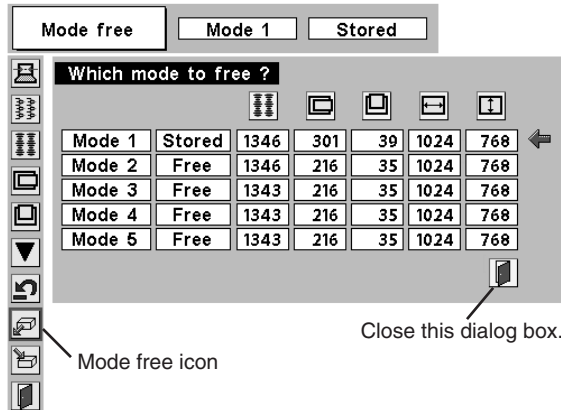 Mode free Mode 1 Stored
Which mode to free ?
Mode 1 Stored 1346 301 39 1024 768
Mode 2 Free 1346 216 35 1024 768
Mode 3 Free 1343 216 35 1024 768
Mode 4 Free 1343 216 35 1024 768
Mode 5 Free 1343 216 35 1024 768
Close this dialog box.
Mode free icon